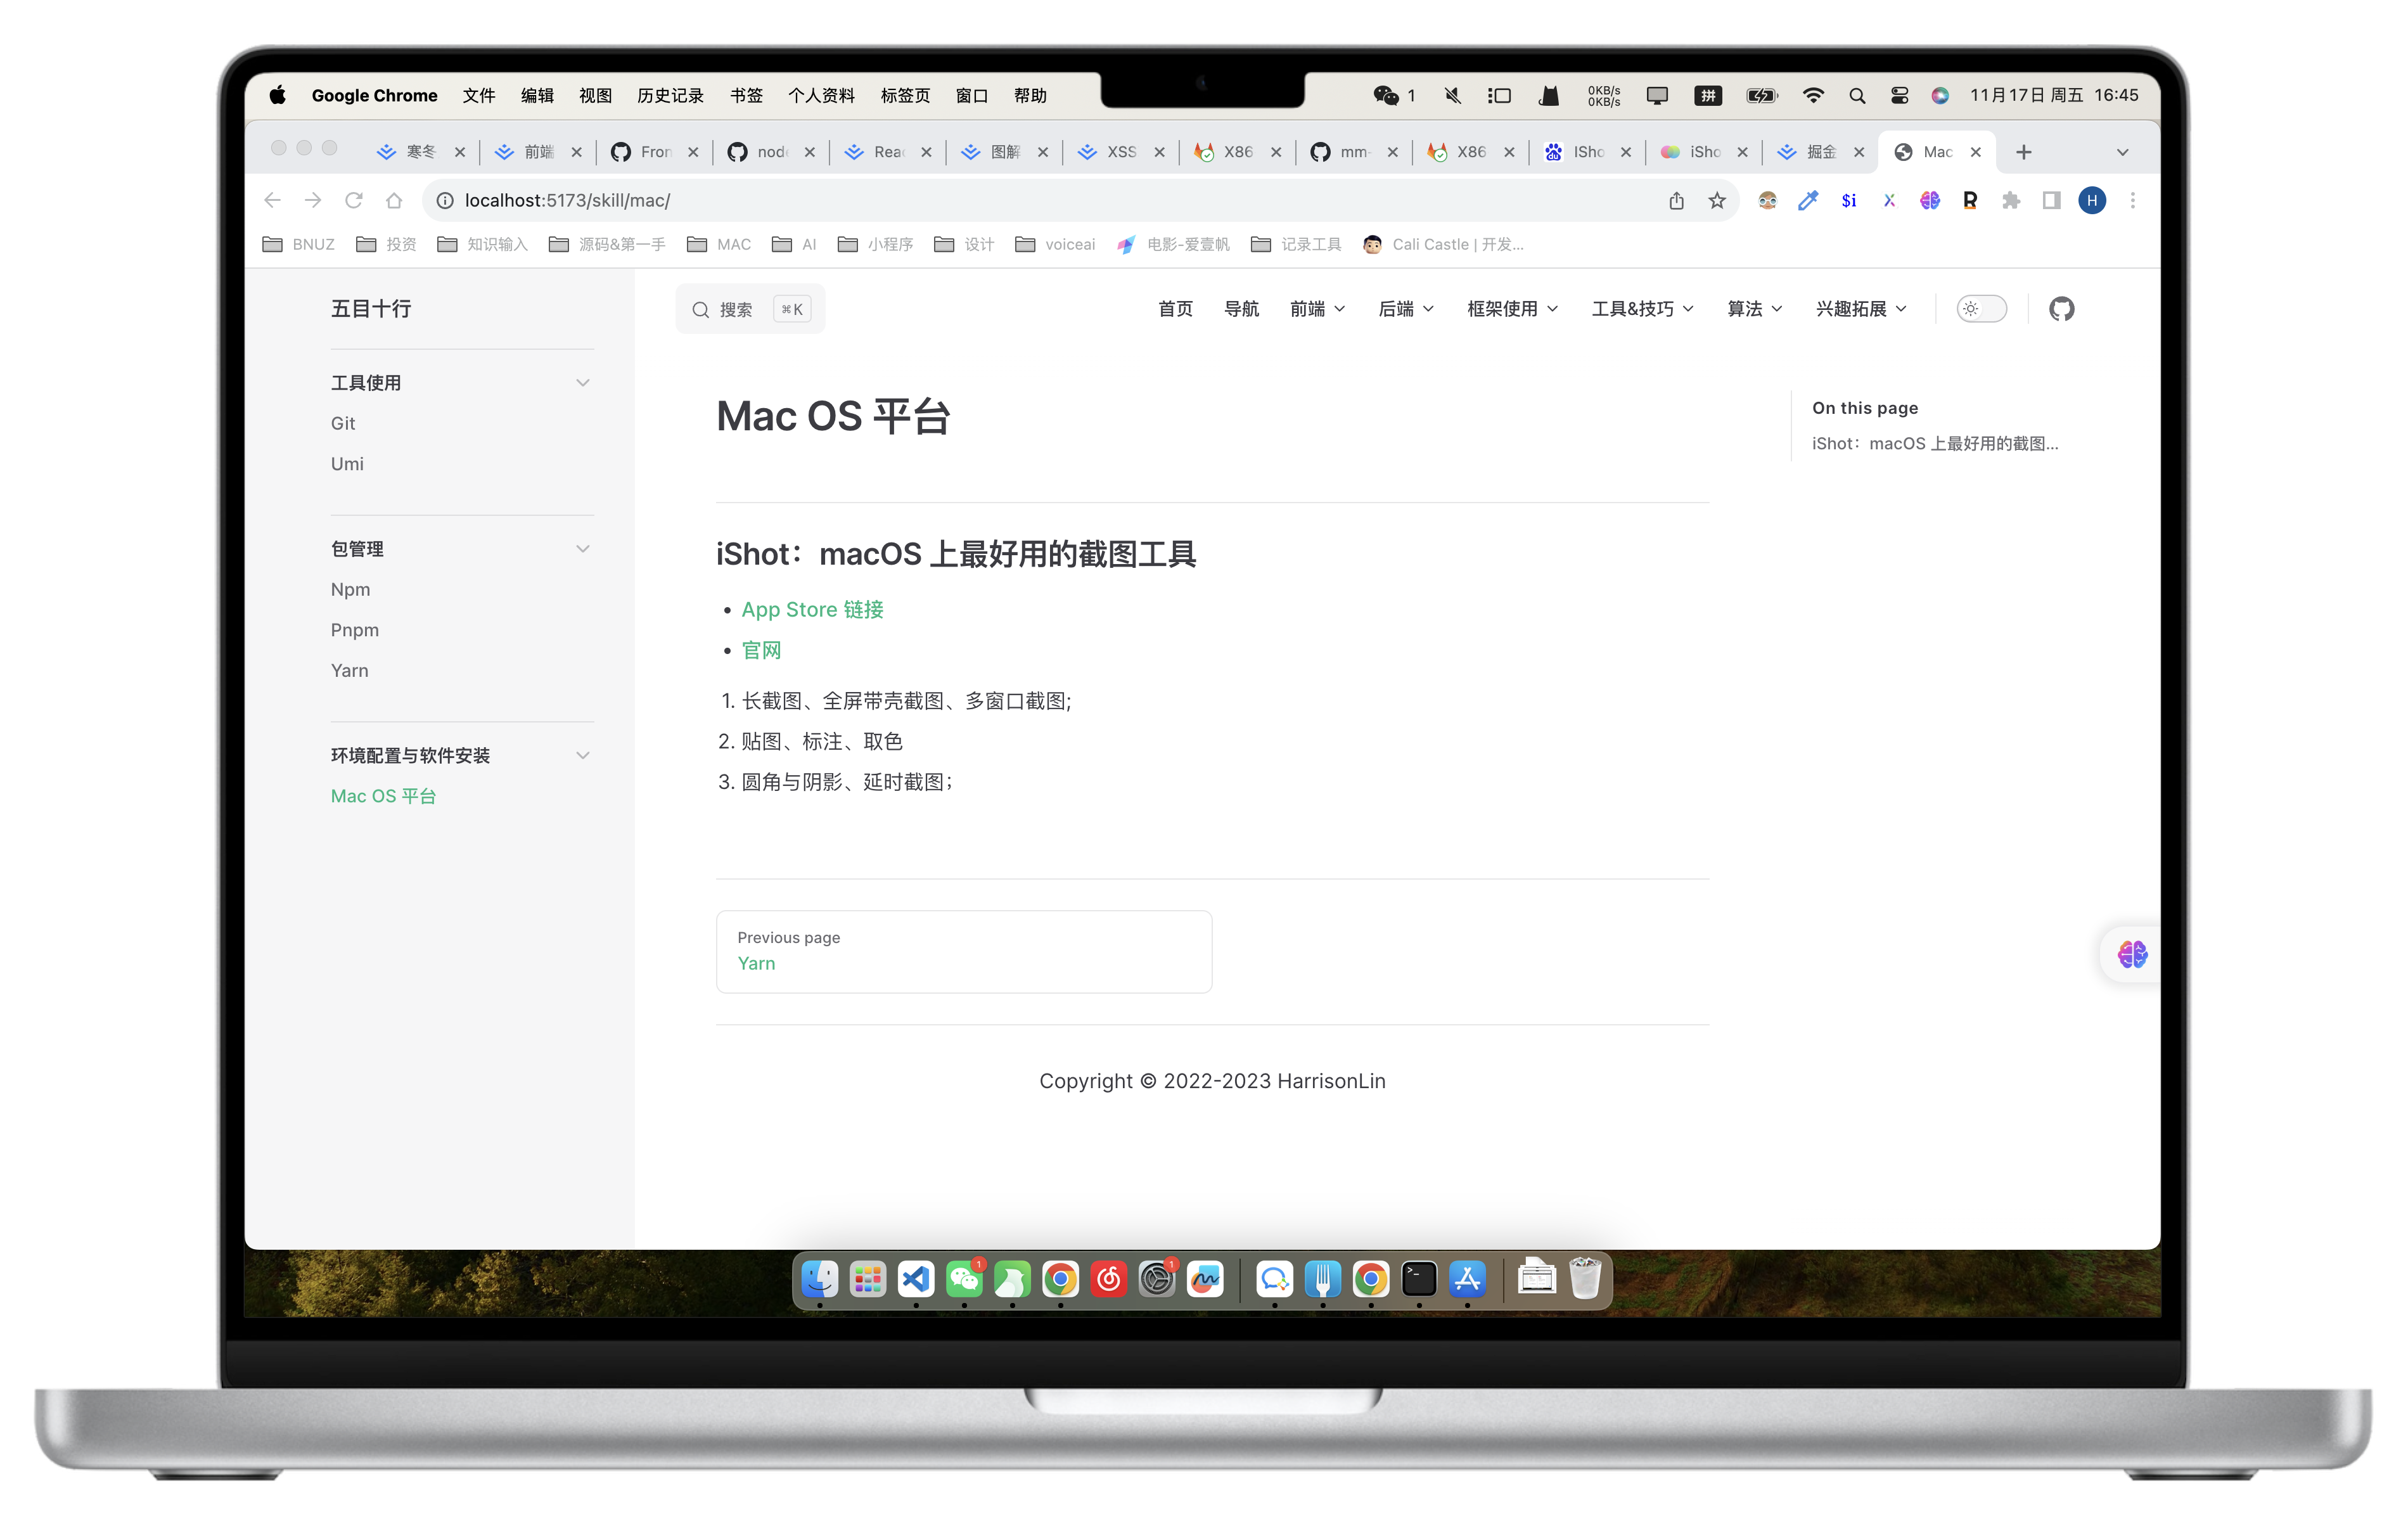 Google Chrome 文件 编辑 视图 历史记录 书签 个人资料 标签页 窗口 帮助 1 0KB/s 拼 11月17日 周五 16:45
0KB/s
寒冬 前端 Fron node Reac 图解 XSS X86 mm- X86 ISho iSho 掘金 Mac
localhost:5173/skill/mac/ $i R H
BNUZ 投资 知识输入 源码&第一手 MAC AI 小程序 设计 voiceai 电影-爱壹帆 记录工具 Cali Castle | 开发...
五目十行 搜索 ⌘K 首页 导航 前端 后端 框架使用 工具&技巧 算法 兴趣拓展
工具使用
Git
Umi
包管理
Npm
Pnpm
Yarn
环境配置与软件安装
Mac OS 平台
Mac OS 平台
iShot：macOS 上最好用的截图工具
• App Store 链接
• 官网
1. 长截图、全屏带壳截图、多窗口截图;
2. 贴图、标注、取色
3. 圆角与阴影、延时截图；
Previous page
Yarn
Copyright © 2022-2023 HarrisonLin
On this page
iShot：macOS 上最好用的截图...
1 1